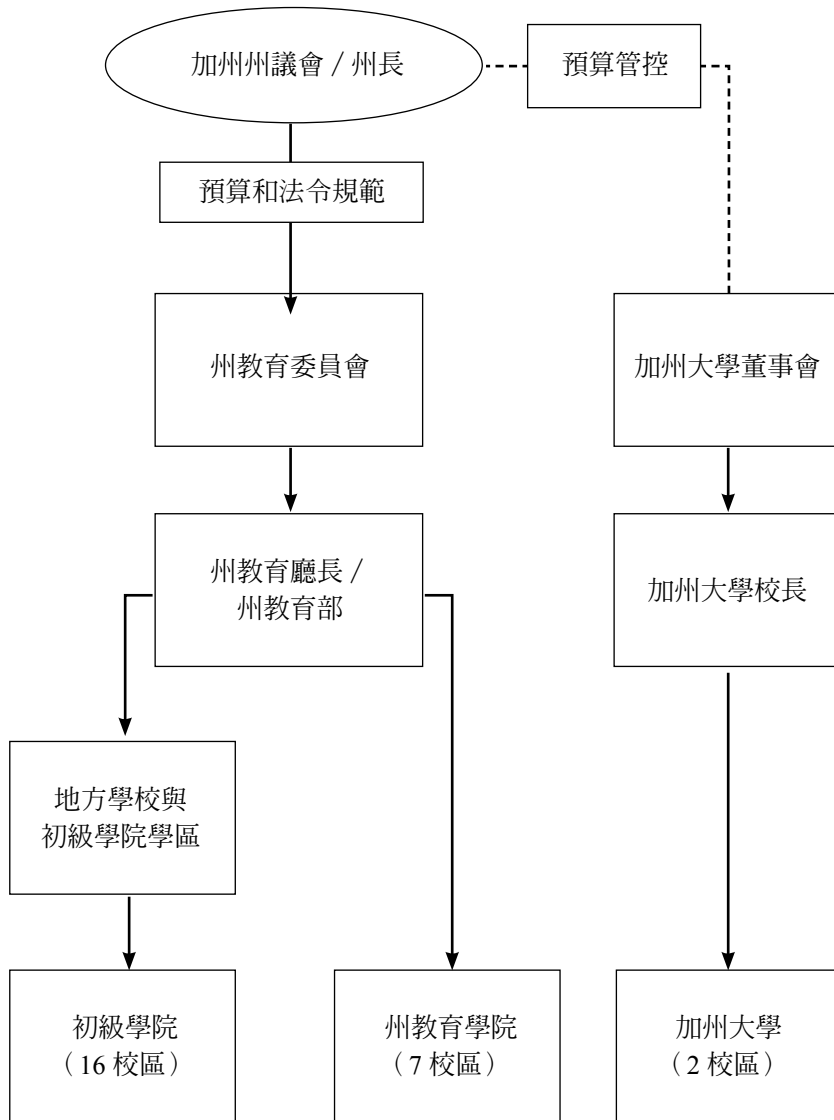 加州州議會 / 州長
預算管控
預算和法令規範
州教育委員會
加州大學董事會
州教育廳長 /
州教育部
加州大學校長
地方學校與
初級學院學區
初級學院
（16 校區）
州教育學院
（7 校區）
加州大學
（2 校區）